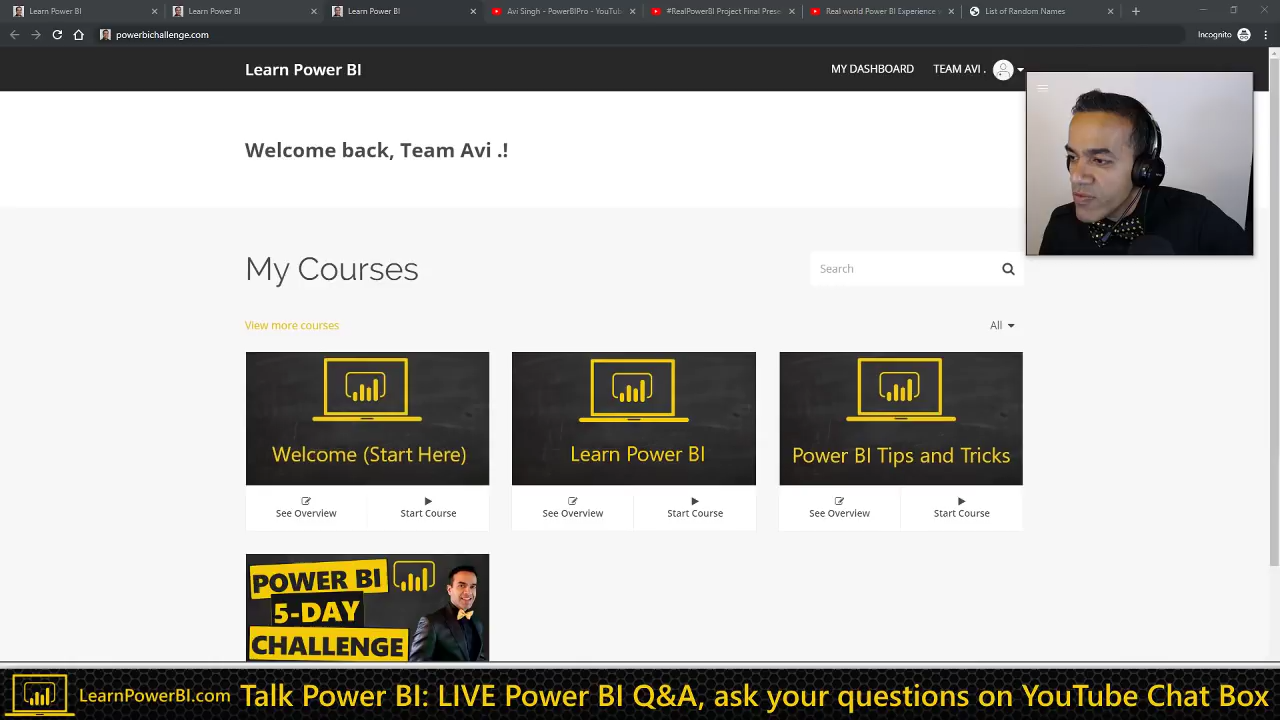 Learn Power BI
Learn Power BI
Learn Power BI
Avi Singh - PowerBIPro - YouTub
#RealPowerBI Project Final Prese
Real world Power BI Experience w
List of Random Names
powerbichallenge.com
Incognito
Learn Power BI
MY DASHBOARD
TEAM AVI .
Welcome back, Team Avi .!
My Courses
Search
View more courses
All
Welcome (Start Here)
Learn Power BI
Power BI Tips and Tricks
See Overview
Start Course
See Overview
Start Course
See Overview
Start Course
POWER BI
5-DAY
CHALLENGE
LearnPowerBI.com
Talk Power BI: LIVE Power BI Q&A, ask your questions on YouTube Chat Box